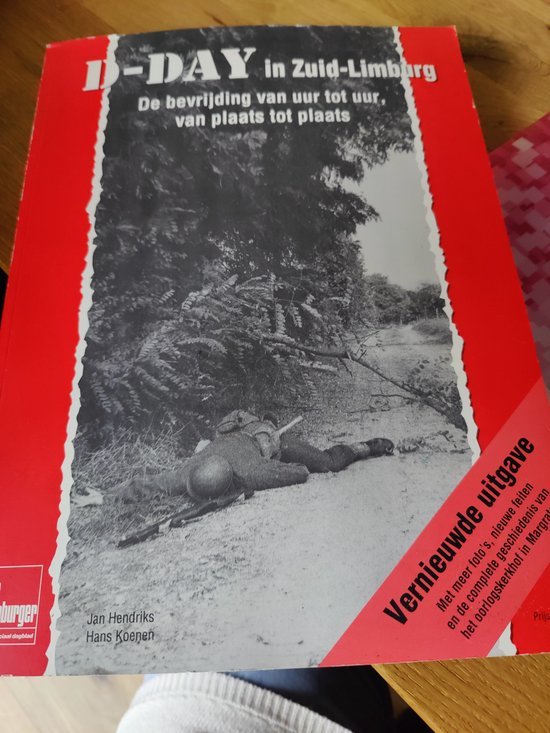 D-DAY in Zuid-Limburg
De bevrijding van uur tot uur,
van plaats tot plaats
Vernieuwde uitgave
Met meer foto's, nieuwe feiten
en de complete geschiedenis van
het oorlogskerkhof in
Jan Hendriks
Hans Koenen
dagblad